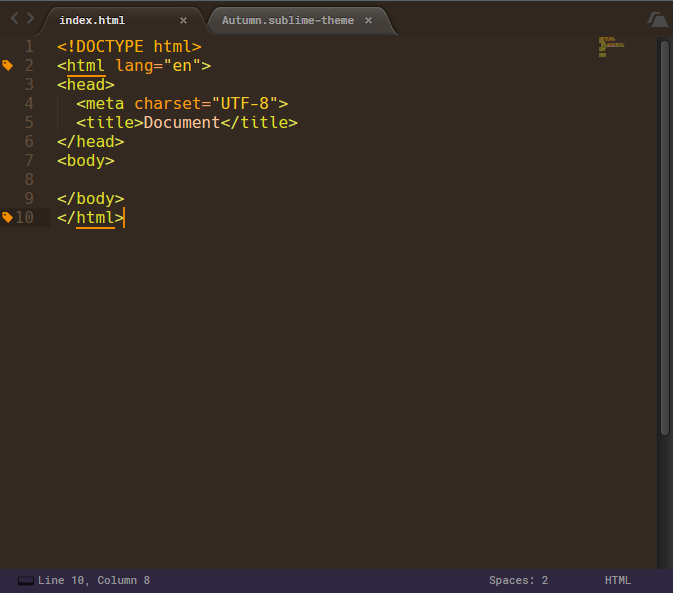 index.html × Autumn.sublime-theme ×
1 <!DOCTYPE html>
2 <html lang="en">
3 <head>
4   <meta charset="UTF-8">
5   <title>Document</title>
6 </head>
7 <body>
8
9 </body>
10 </html>
Line 10, Column 8 Spaces: 2 HTML